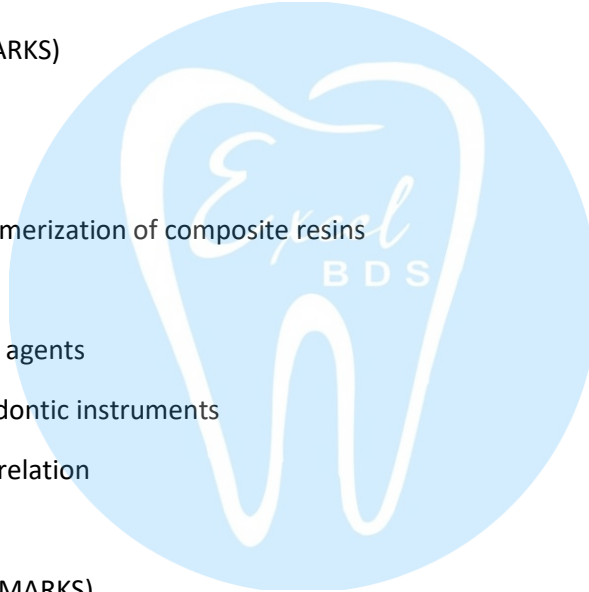 ARKS)
merization of composite resins
Excel
BDS
agents
dontic instruments
relation
MARKS)